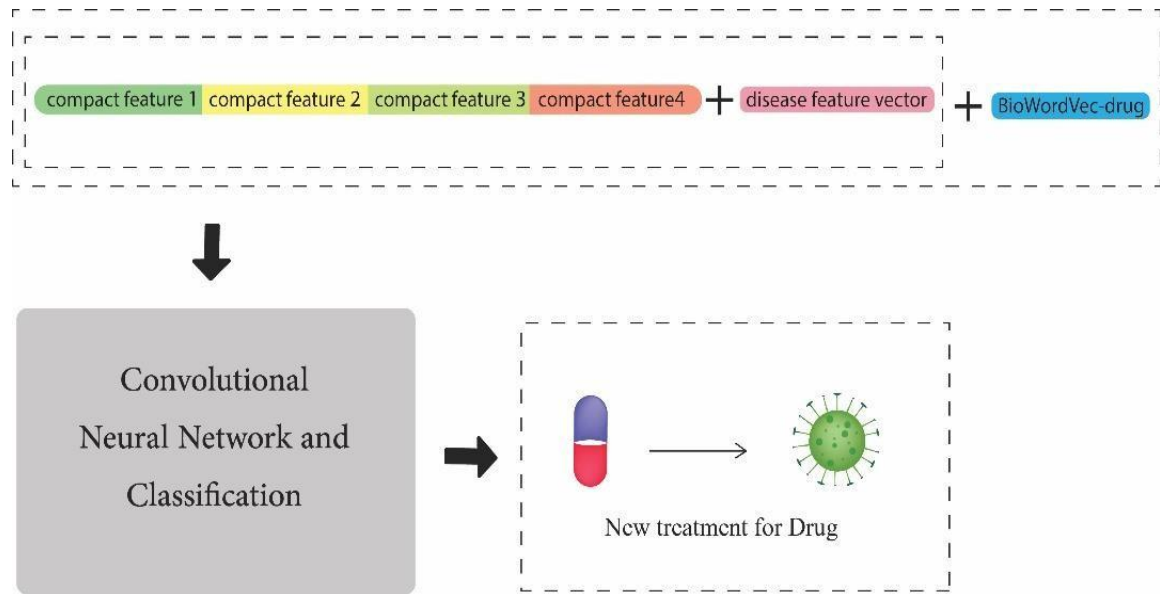 compact feature 1 compact feature 2 compact feature 3 compact feature4 + disease feature vector + BioWordVec-drug
Convolutional
Neural Network and
Classification
New treatment for Drug